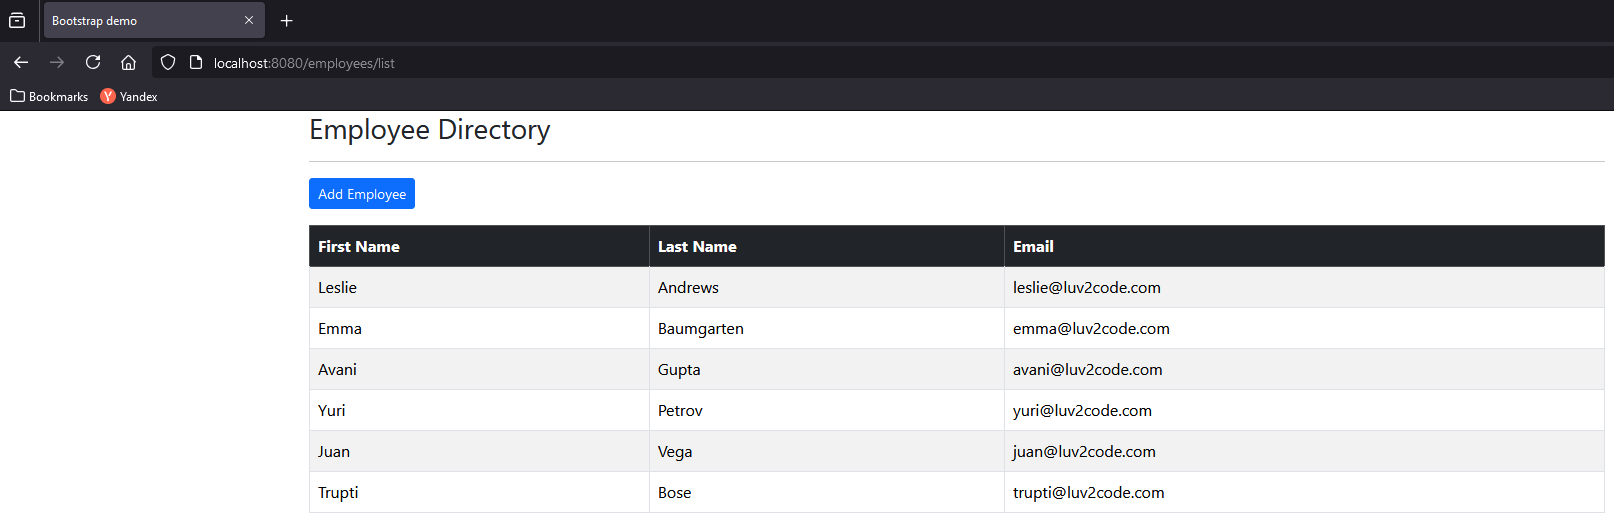 Bootstrap demo
localhost:8080/employees/list
Bookmarks Yandex
Employee Directory
Add Employee
First Name Last Name Email
Leslie Andrews leslie@luv2code.com
Emma Baumgarten emma@luv2code.com
Avani Gupta avani@luv2code.com
Yuri Petrov yuri@luv2code.com
Juan Vega juan@luv2code.com
Trupti Bose trupti@luv2code.com